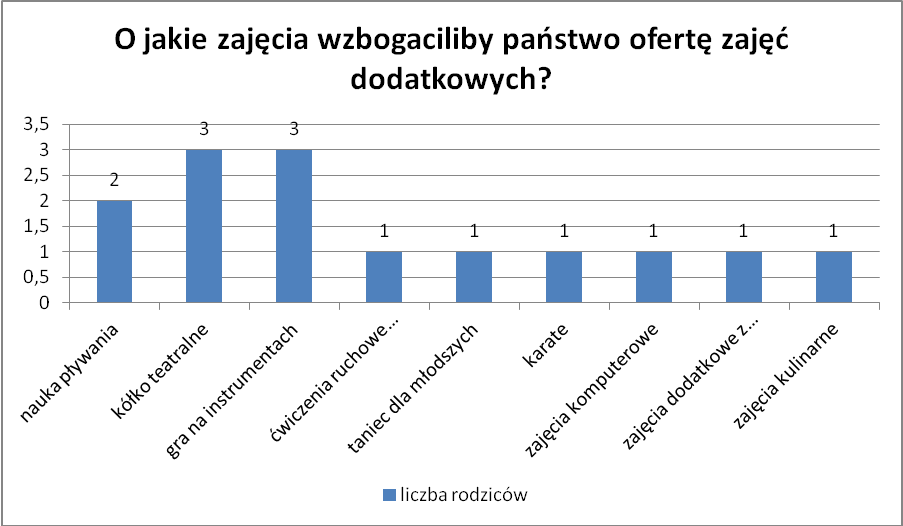 O jakie zajęcia wzbogaciliby państwo ofertę zajęć
dodatkowych?
3,5
3
2,5
2
1,5
1
0,5
0
2
3
3
1
1
1
1
1
1
nauka pływania
kółko teatralne
gra na instrumentach
ćwiczenia ruchowe...
taniec dla młodszych
karate
zajęcia komputerowe
zajęcia dodatkowe z...
zajęcia kulinarne
liczba rodziców